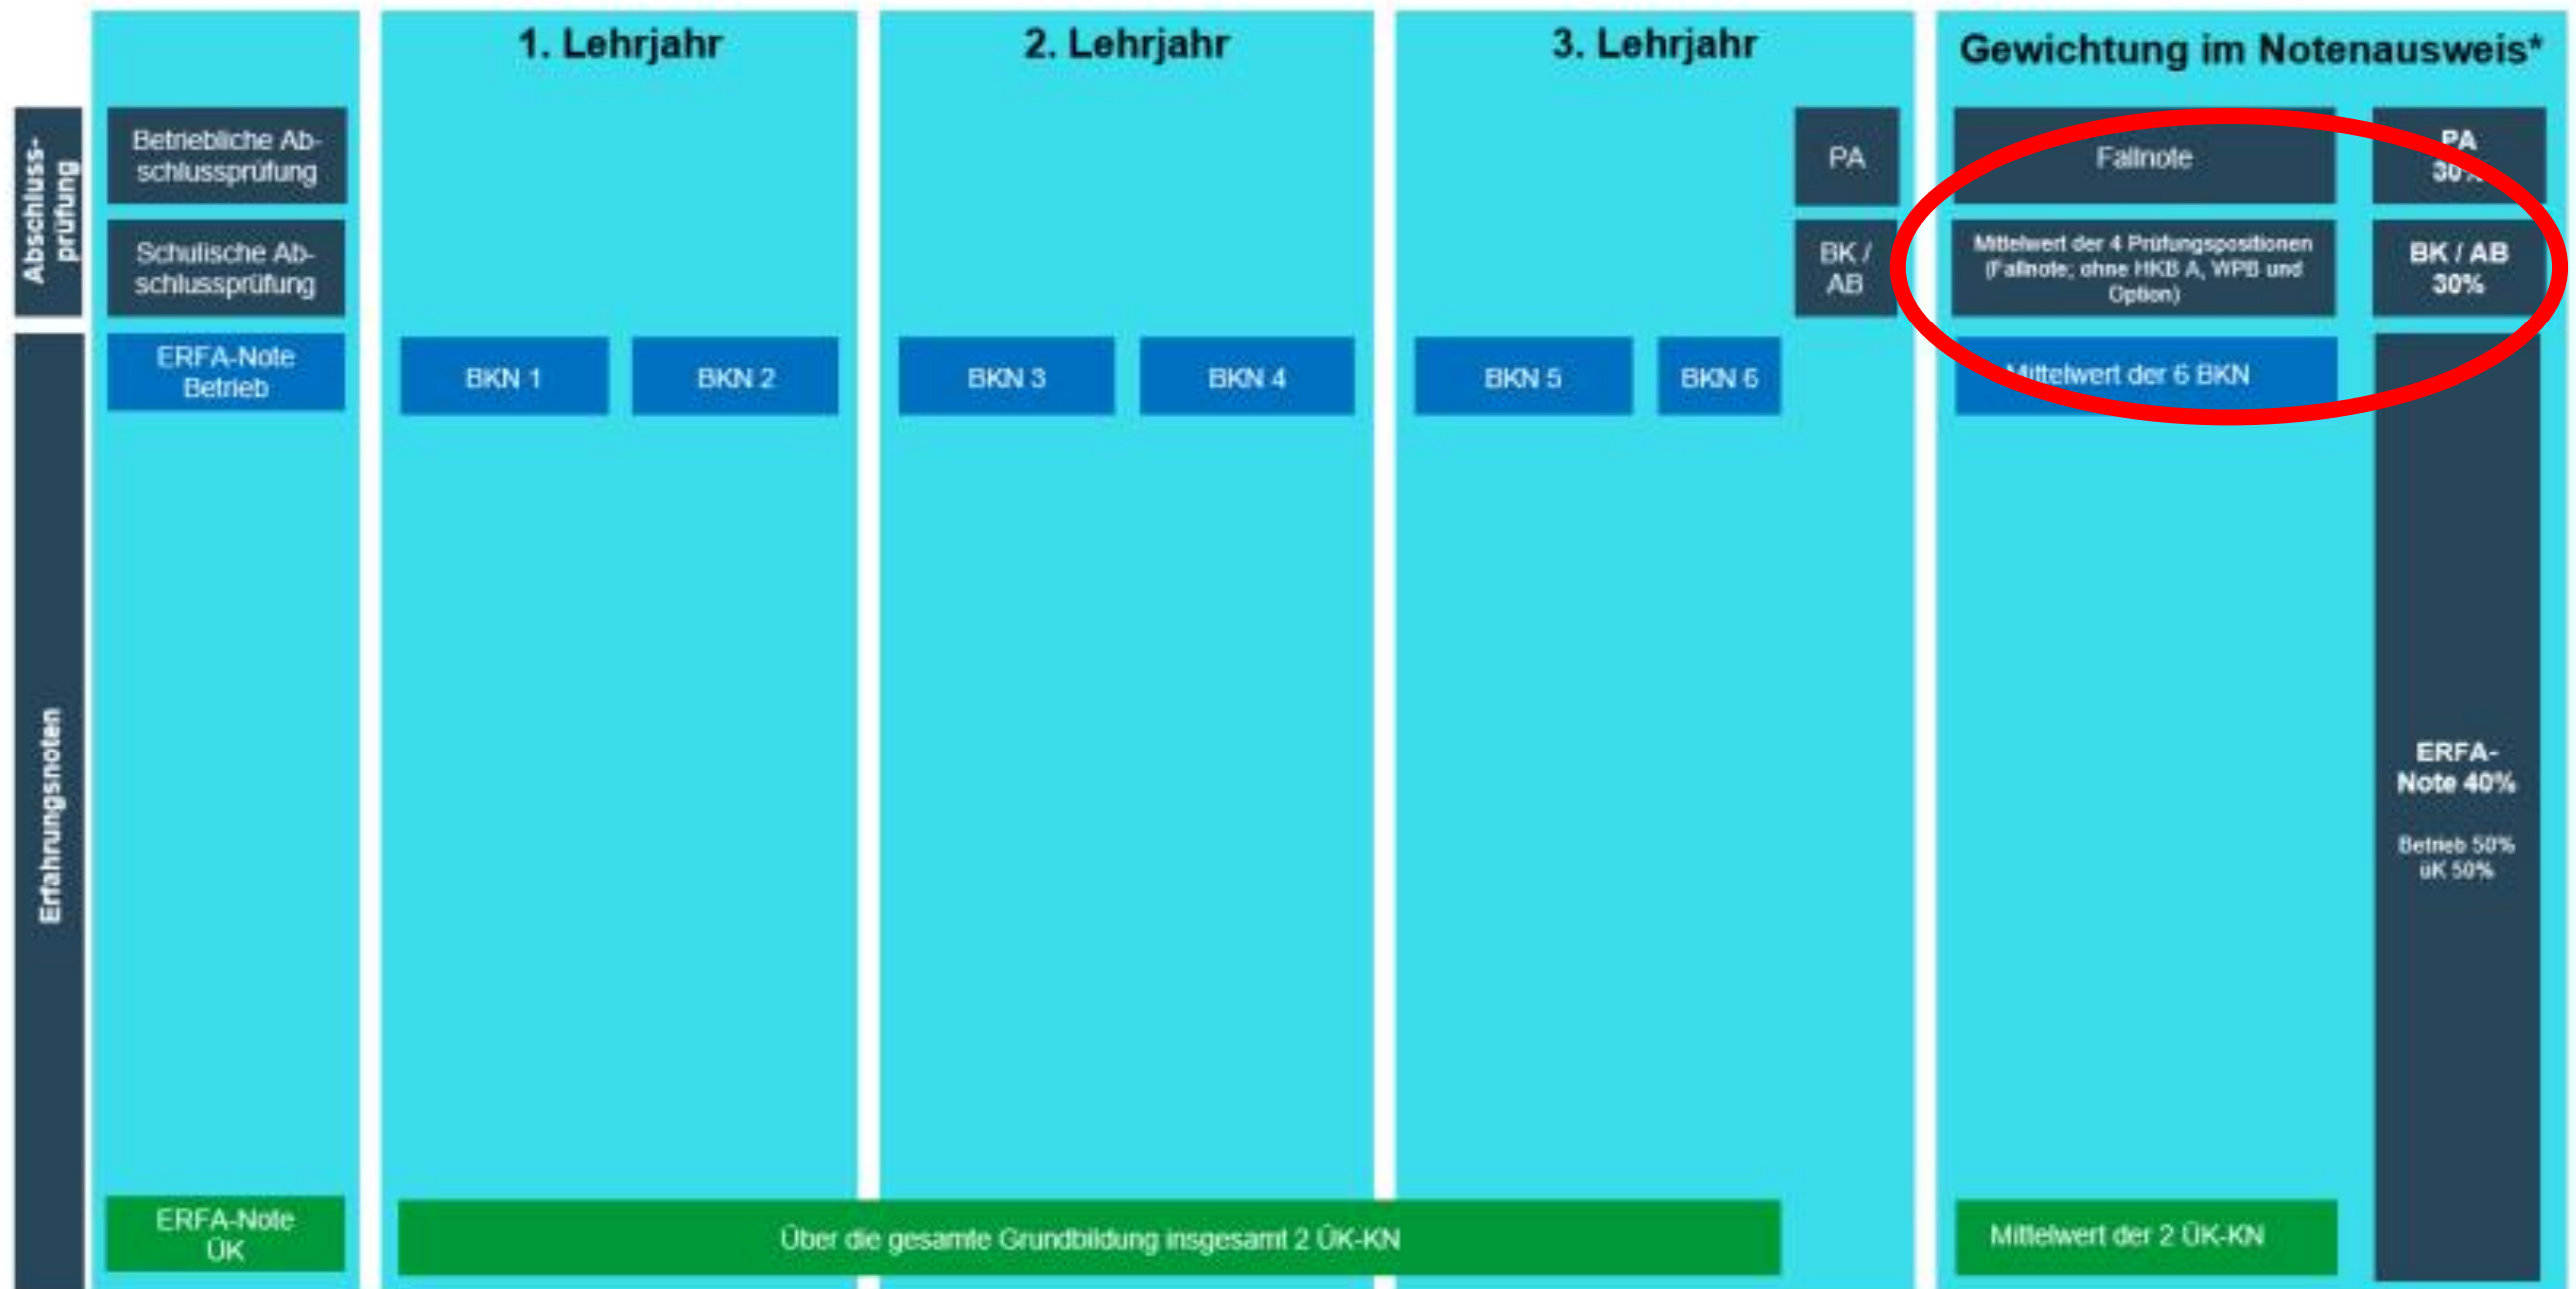 1. Lehrjahr
2. Lehrjahr
3. Lehrjahr
Gewichtung im Notenausweis*
Abschluss-
prüfung
Betriebliche Ab-
schlussprüfung
PA
Fallnote
PA
30%
Schulische Ab-
schlussprüfung
BK /
AB
Mittelwert der 4 Prüfungspositionen
(Fallnote; ohne HKB A, WPB und
Option)
BK / AB
30%
Erfahrungsnoten
ERFA-Note
Betrieb
BKN 1
BKN 2
BKN 3
BKN 4
BKN 5
BKN 6
Mittelwert der 6 BKN
ERFA-
Note 40%
Betrieb 50%
üK 50%
ERFA-Note
ÜK
Über die gesamte Grundbildung insgesamt 2 ÜK-KN
Mittelwert der 2 ÜK-KN